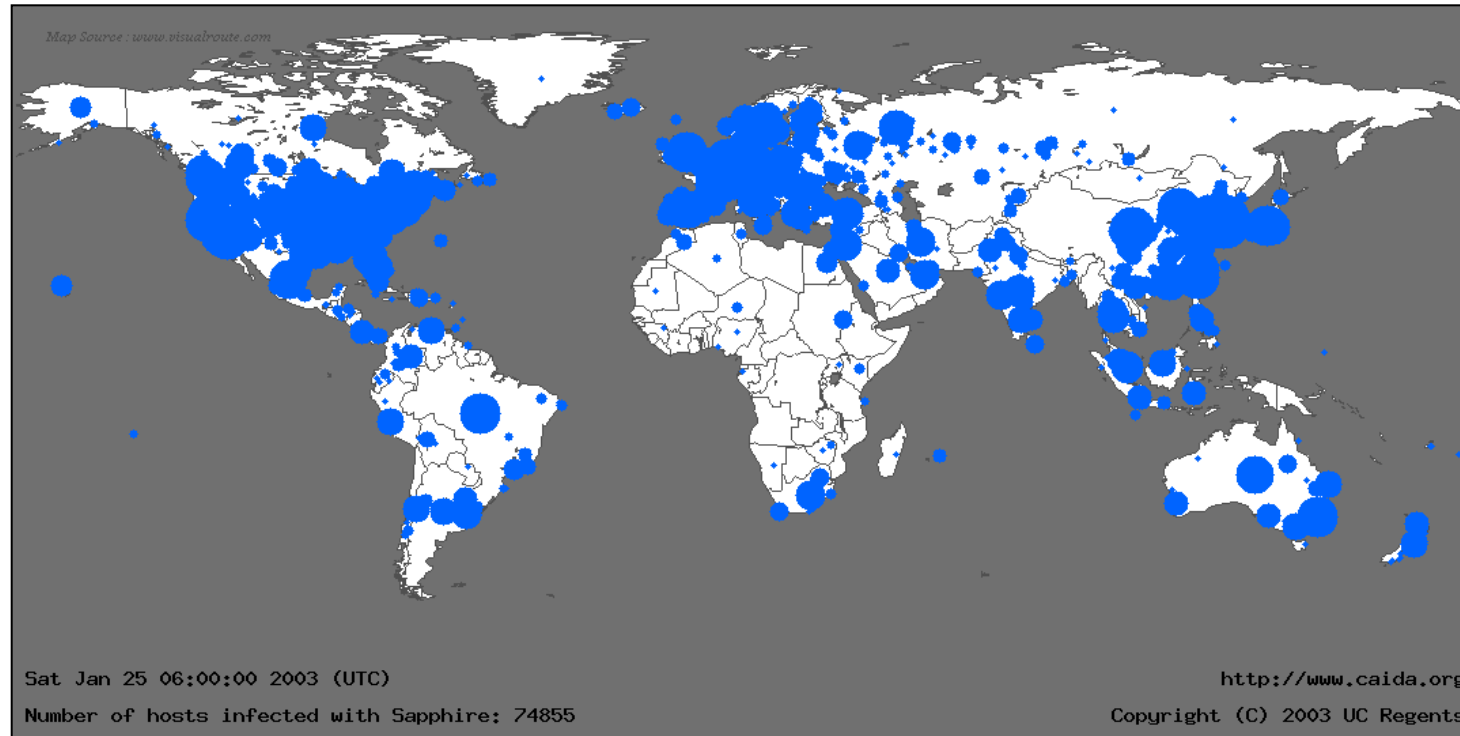 Map Source : www.visualroute.com
Sat Jan 25 06:00:00 2003 (UTC)
http://www.caida.org
Number of hosts infected with Sapphire: 74855
Copyright (C) 2003 UC Regents